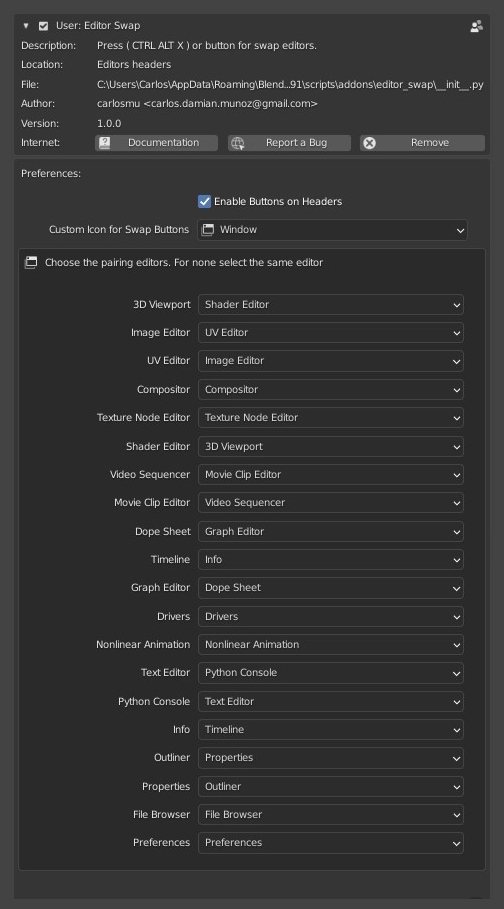 User: Editor Swap
Description: Press ( CTRL ALT X ) or button for swap editors.
Location: Editors headers
File: C:\Users\Carlos\AppData\Roaming\Blend...91\scripts\addons\editor_swap\__init__.py
Author: carlosmu <carlos.damian.munoz@gmail.com>
Version: 1.0.0
Internet: Documentation Report a Bug Remove
Preferences:
Enable Buttons on Headers
Custom Icon for Swap Buttons Window
Choose the pairing editors. For none select the same editor
3D Viewport Shader Editor
Image Editor UV Editor
UV Editor Image Editor
Compositor Compositor
Texture Node Editor Texture Node Editor
Shader Editor 3D Viewport
Video Sequencer Movie Clip Editor
Movie Clip Editor Video Sequencer
Dope Sheet Graph Editor
Timeline Info
Graph Editor Dope Sheet
Drivers Drivers
Nonlinear Animation Nonlinear Animation
Text Editor Python Console
Python Console Text Editor
Info Timeline
Outliner Properties
Properties Outliner
File Browser File Browser
Preferences Preferences